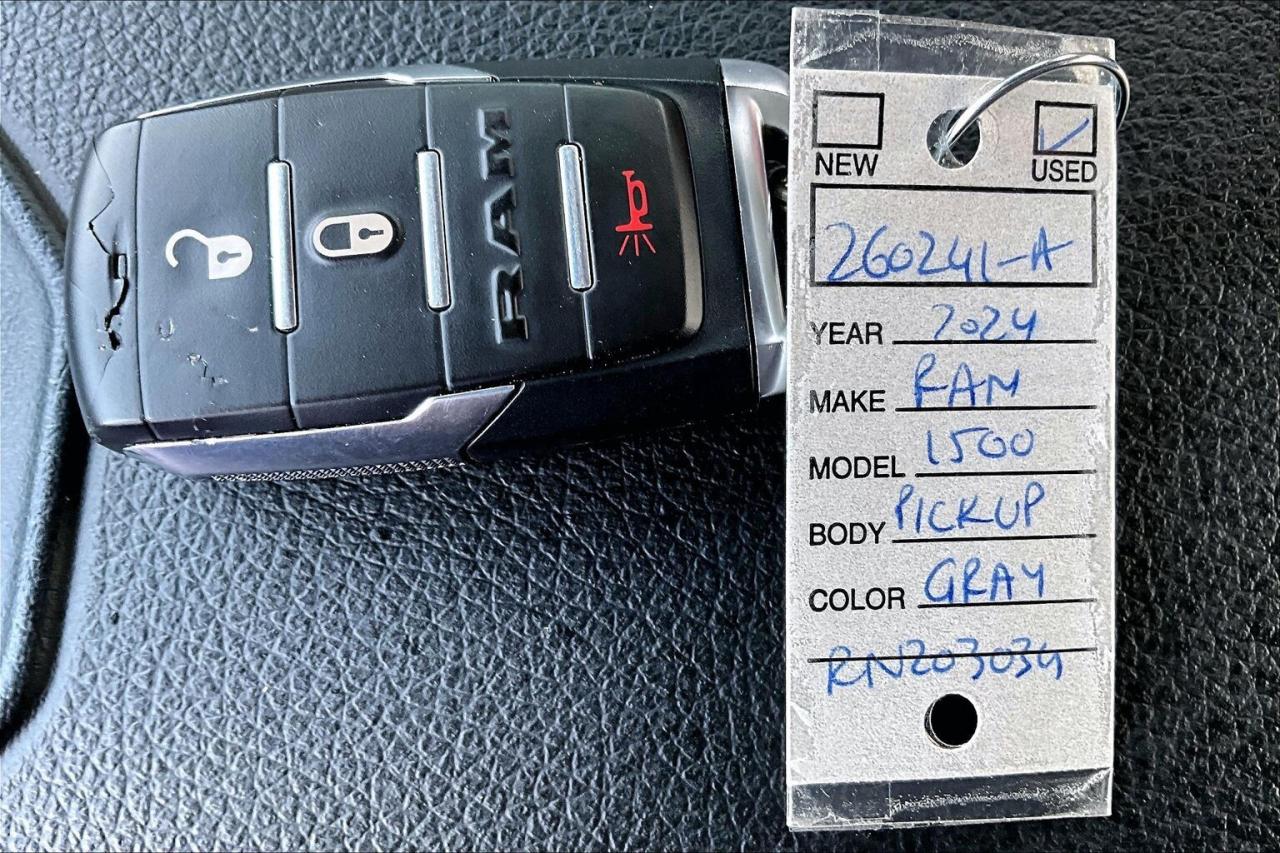 RAM
NEW USED
260241-A
YEAR 2024
MAKE RAM
MODEL 1500
BODY PICKUP
COLOR GRAY
RN203034